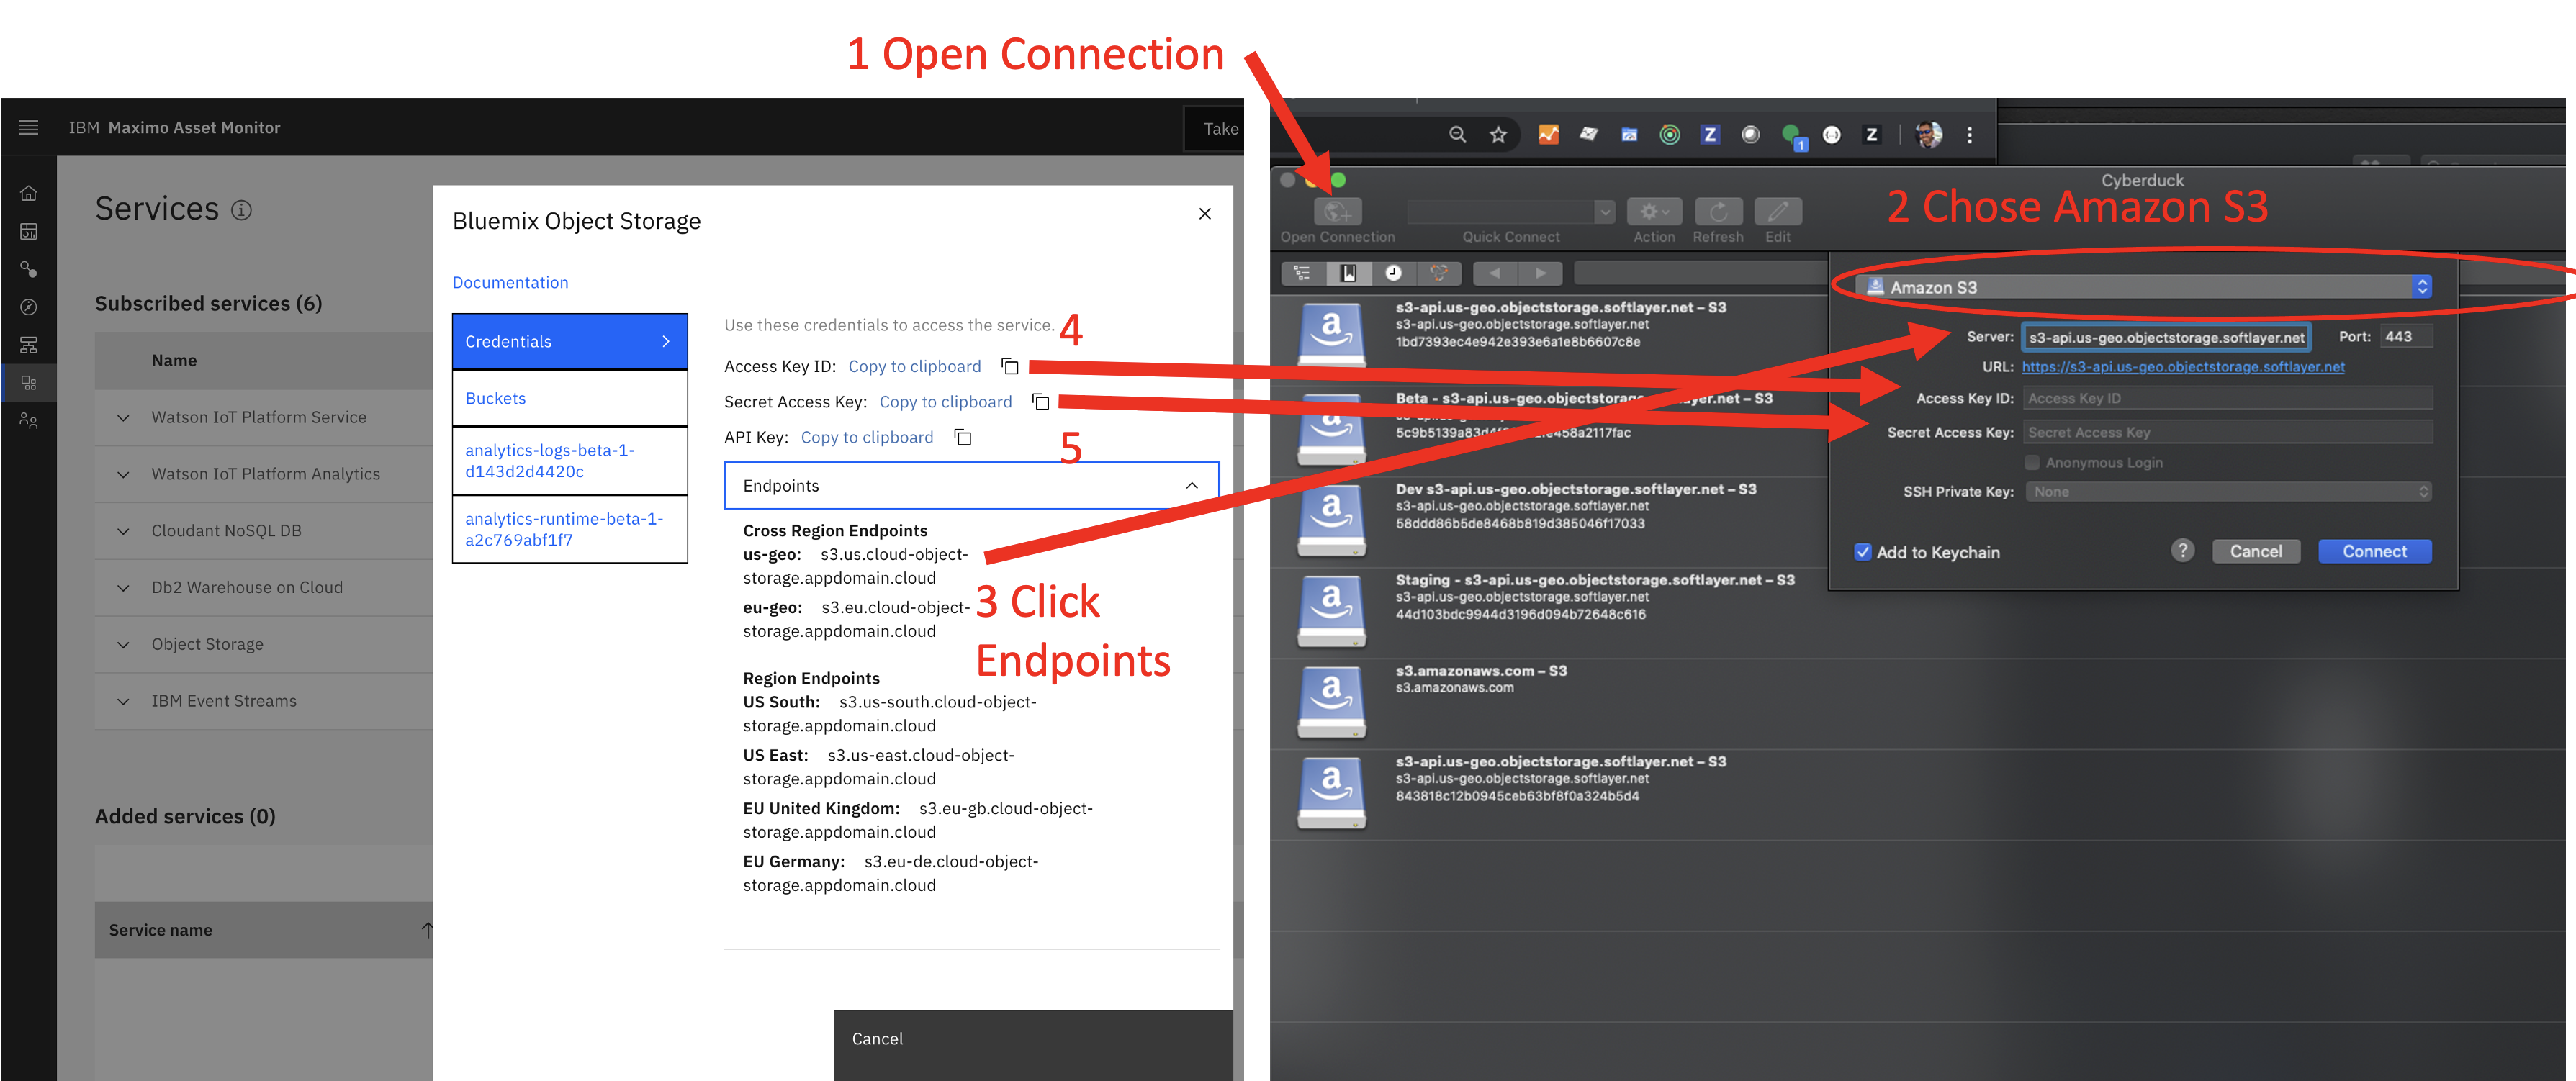 1 Open Connection
IBM Maximo Asset Monitor
Take
Services
Subscribed services (6)
Name
Watson IoT Platform Service
Watson IoT Platform Analytics
Cloudant NoSQL DB
Db2 Warehouse on Cloud
Object Storage
IBM Event Streams
Added services (0)
Service name
Bluemix Object Storage
Documentation
Credentials
Buckets
analytics-logs-beta-1-
d143d2d4420c
analytics-runtime-beta-1-
a2c769abf1f7
Use these credentials to access the service.
4
Access Key ID: Copy to clipboard
Secret Access Key: Copy to clipboard
API Key: Copy to clipboard
5
Endpoints
Cross Region Endpoints
us-geo: s3.us.cloud-object-
storage.appdomain.cloud
eu-geo: s3.eu.cloud-object-
storage.appdomain.cloud
3 Click
Endpoints
Region Endpoints
US South: s3.us-south.cloud-object-
storage.appdomain.cloud
US East: s3.us-east.cloud-object-
storage.appdomain.cloud
EU United Kingdom: s3.eu-gb.cloud-object-
storage.appdomain.cloud
EU Germany: s3.eu-de.cloud-object-
storage.appdomain.cloud
Cancel
Z
1
Z
Cyberduck
2 Chose Amazon S3
Open Connection
Quick Connect
Action
Refresh
Edit
s3-api.us-geo.objectstorage.softlayer.net – S3
s3-api.us-geo.objectstorage.softlayer.net
1bd7393ec4e942e393e6a1e8b6607c8e
Beta - s3-api.us-geo.objectstorage.softlayer.net – S3
Dev s3-api.us-geo.objectstorage.softlayer.net – S3
s3-api.us-geo.objectstorage.softlayer.net
58ddd86b5de8468b819d385046f17033
Staging - s3-api.us-geo.objectstorage.softlayer.net – S3
s3-api.us-geo.objectstorage.softlayer.net
44d103bdc9944d3196d094b72648c616
s3.amazonaws.com – S3
s3.amazonaws.com
s3-api.us-geo.objectstorage.softlayer.net – S3
s3-api.us-geo.objectstorage.softlayer.net
843818c12b0945ceb63bf8f0a324b5d4
Amazon S3
Server: s3-api.us-geo.objectstorage.softlayer.net Port: 443
URL: https://s3-api.us-geo.objectstorage.softlayer.net
Access Key ID: Access Key ID
Secret Access Key: Secret Access Key
Anonymous Login
SSH Private Key: None
Add to Keychain
? Cancel Connect